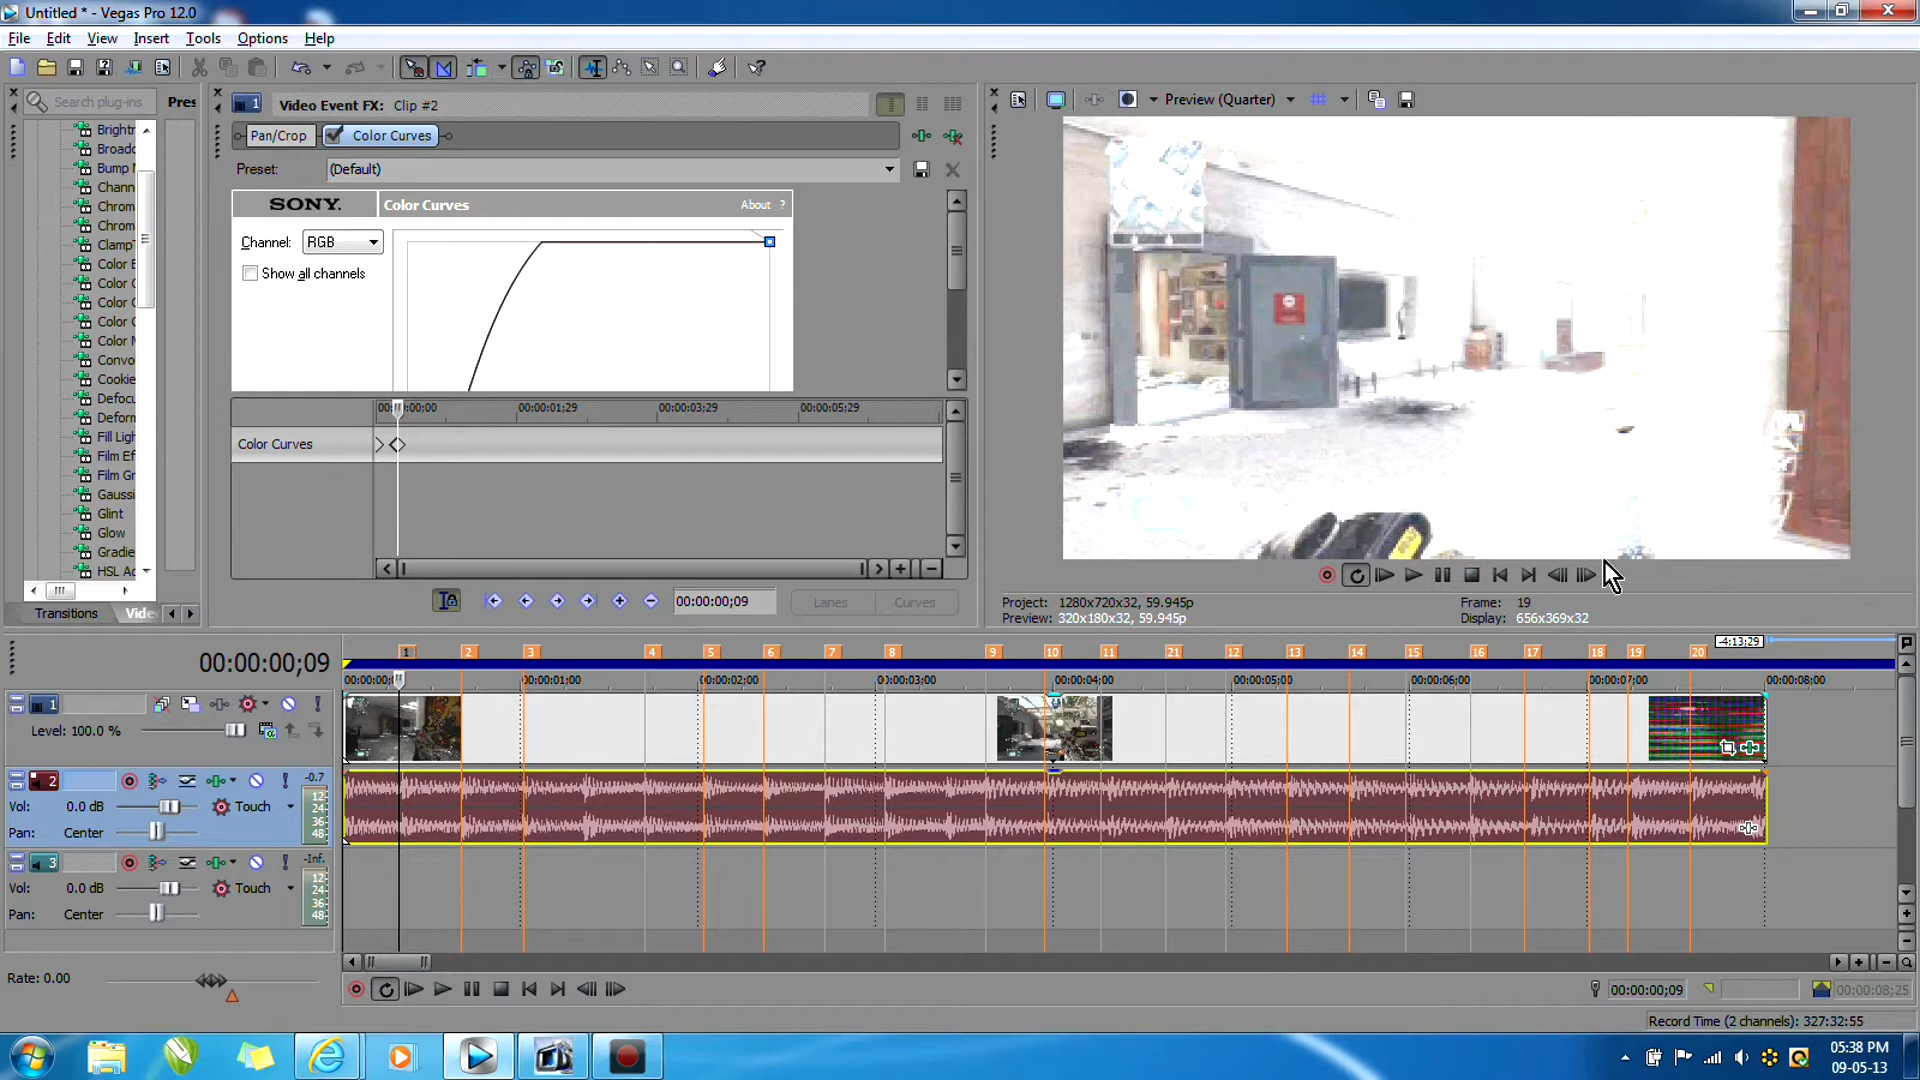 Untitled * - Vegas Pro 12.0
File Edit View Insert Tools Options Help
Search plug-ins Pres
Video Event FX: Clip #2
Preview (Quarter)
Pan/Crop Color Curves
Preset: (Default)
SONY. Color Curves About ?
Channel: RGB
Show all channels
Brightn
Broadc
Bump M
Chann
Chrom
Chrom
Clamp
Color E
Color C
Color C
Color C
Color M
Convo
Cookie
Defocu
Deform
Fill Ligh
Film Ef
Film Gr
Gaussi
Glint
Glow
Gradie
HSL Ad
Transitions Vide
00:00:01;29 00:00:03;29 00:00:05;29
Color Curves
00:00:00;09 Lanes Curves
Project: 1280x720x32, 59.945p Frame: 19
Preview: 320x180x32, 59.945p Display: 656x369x32
-4:13;29
00:00:00;09
1 2 3 4 5 6 7 8 9 10 11 21 12 13 14 15 16 17 18 19 20
00:00:01;00 00:00:02;00 00:00:03;00 00:00:04;00 00:00:05;00 00:00:06;00 00:00:07;00 00:00:08;00
1
Level: 100.0 %
2 -0.7
Vol: 0.0 dB Touch
Pan: Center
12
24
36
48
3 -Inf.
Vol: 0.0 dB Touch
Pan: Center
12
24
36
48
Rate: 0.00
00:00:00;09 00:00:08;25
Record Time (2 channels): 327:32:55
05:38 PM
09-05-13